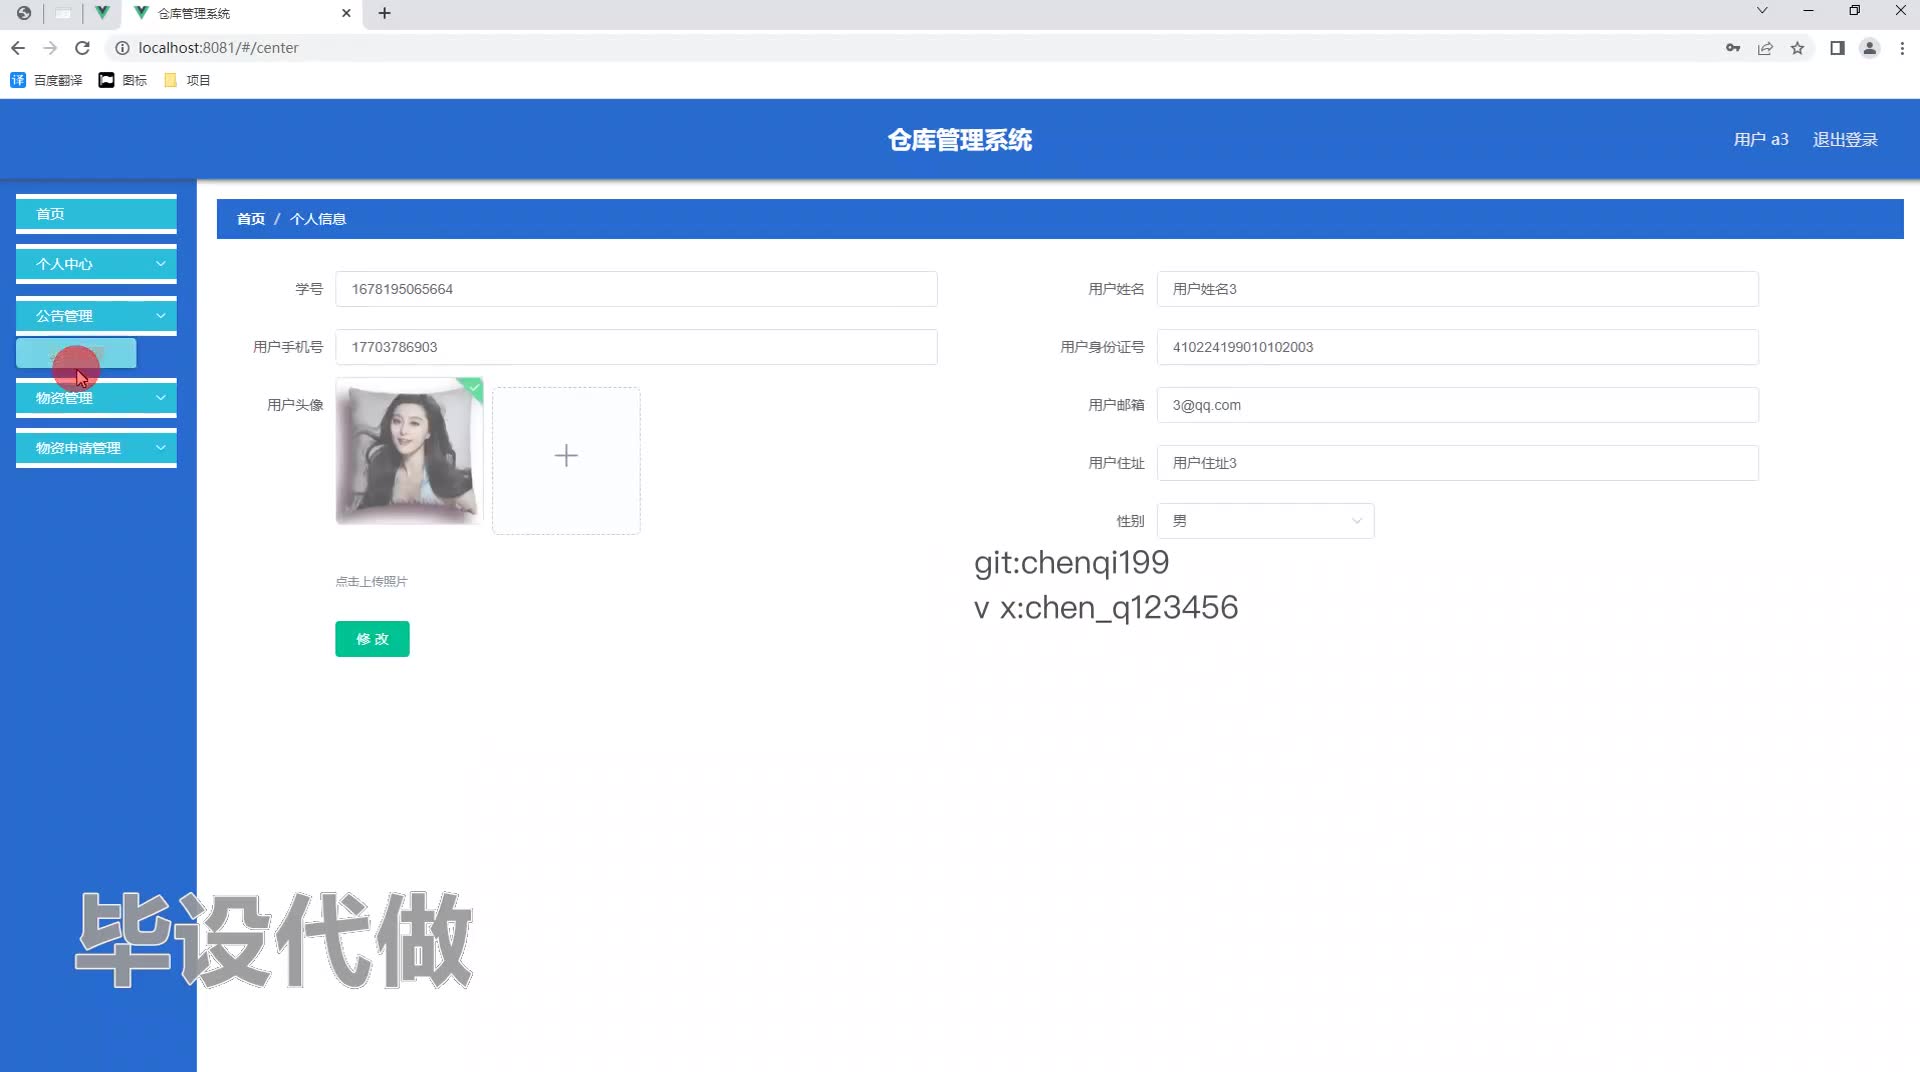 仓库管理系统
localhost:8081/#/center
百度翻译
图标
项目
仓库管理系统
用户 a3
退出登录
首页
个人中心
公告管理
物资管理
物资申请管理
首页 / 个人信息
学号 1678195065664
用户姓名 用户姓名3
用户手机号 17703786903
用户身份证号 410224199010102003
用户头像
用户邮箱 3@qq.com
用户住址 用户住址3
性别 男
git:chenqi199
v x:chen_q123456
点击上传照片
修 改
毕设代做